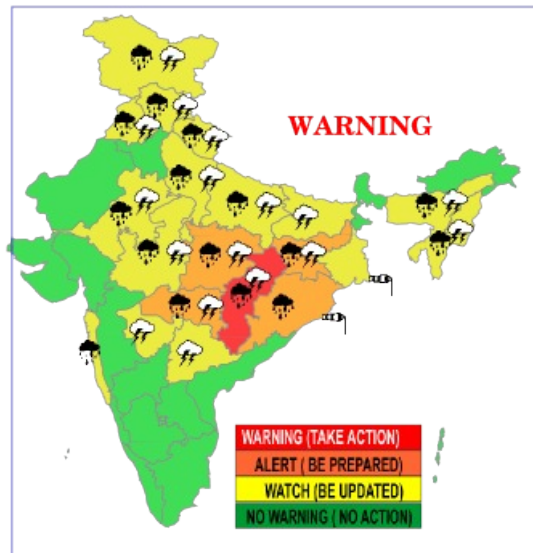 WARNING
WARNING (TAKE ACTION)
ALERT ( BE PREPARED)
WATCH (BE UPDATED)
NO WARNING ( NO ACTION)